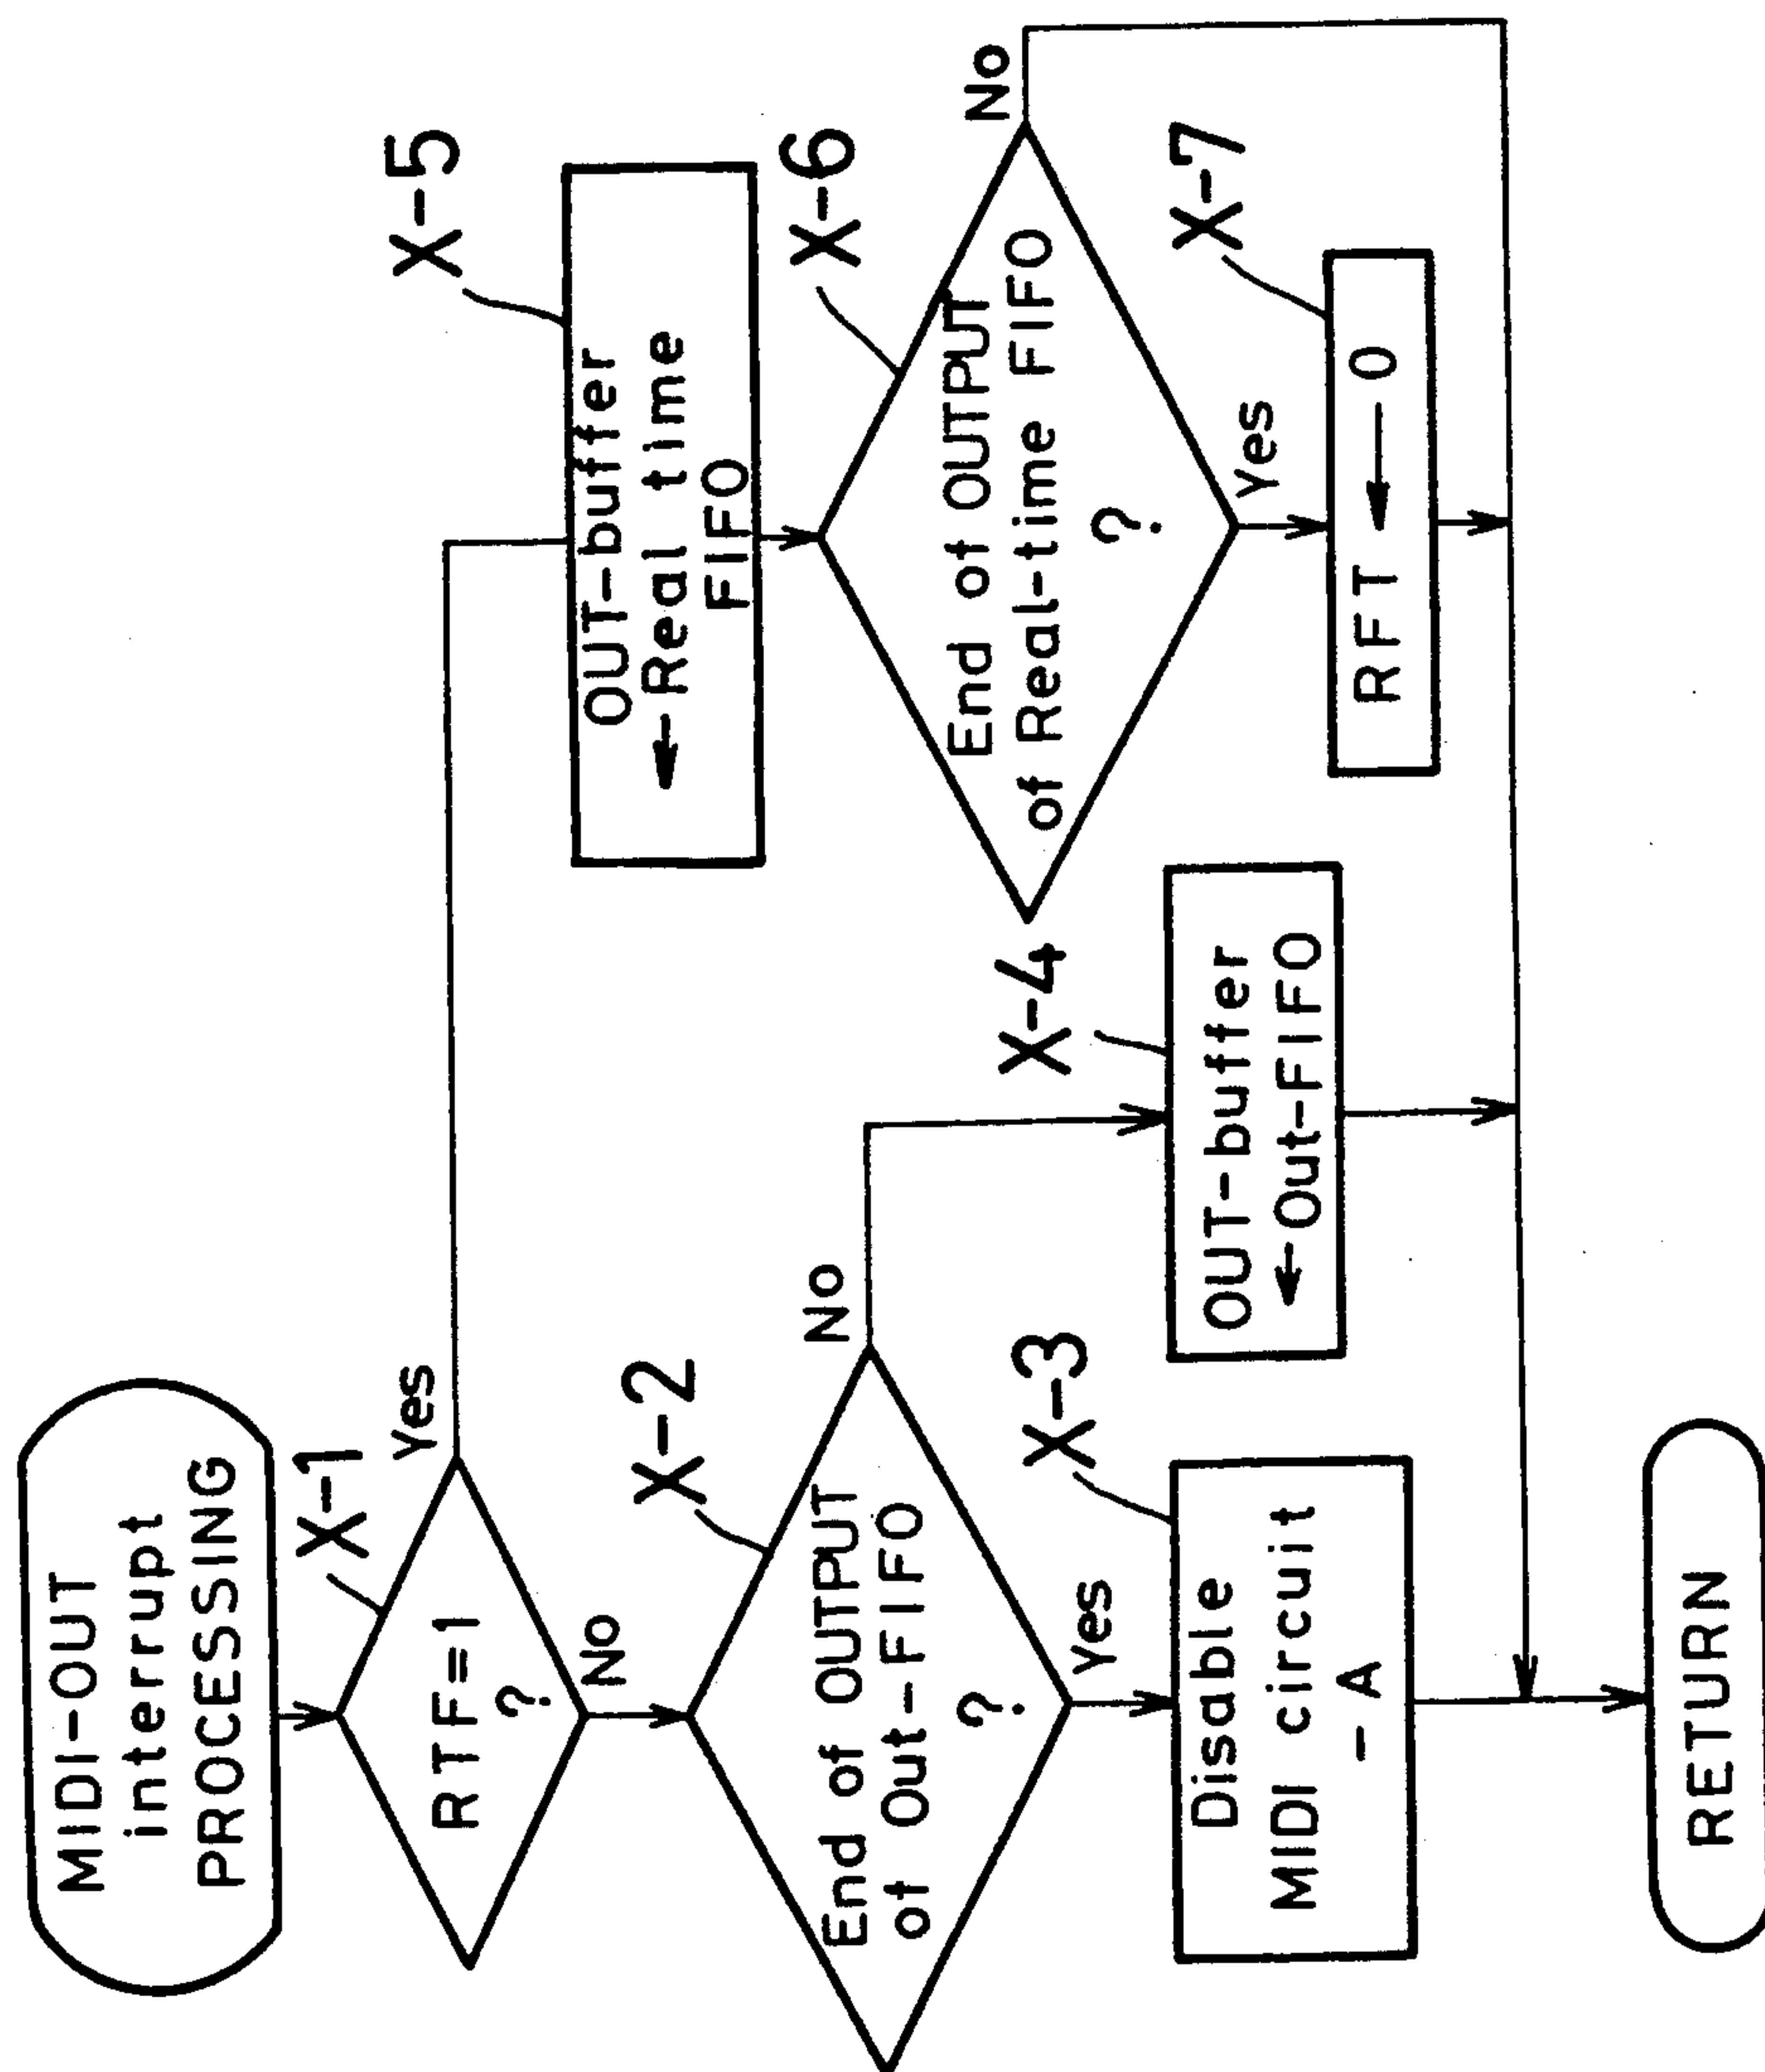 MIDI-OUT
interrupt
PROCESSING
X-1
RTF=1
?
Yes
No
X-2
End of OUTPUT
of Out-FIFO
?
No
Yes
X-3
Disable
MIDI circuit
-A
X-4
OUT-buffer
←Out-FIFO
X-5
OUT-buffer
←Real time
FIFO
X-6
End of OUTPUT
of Real-time FIFO
?
No
Yes
X-7
RFT ← 0
RETURN